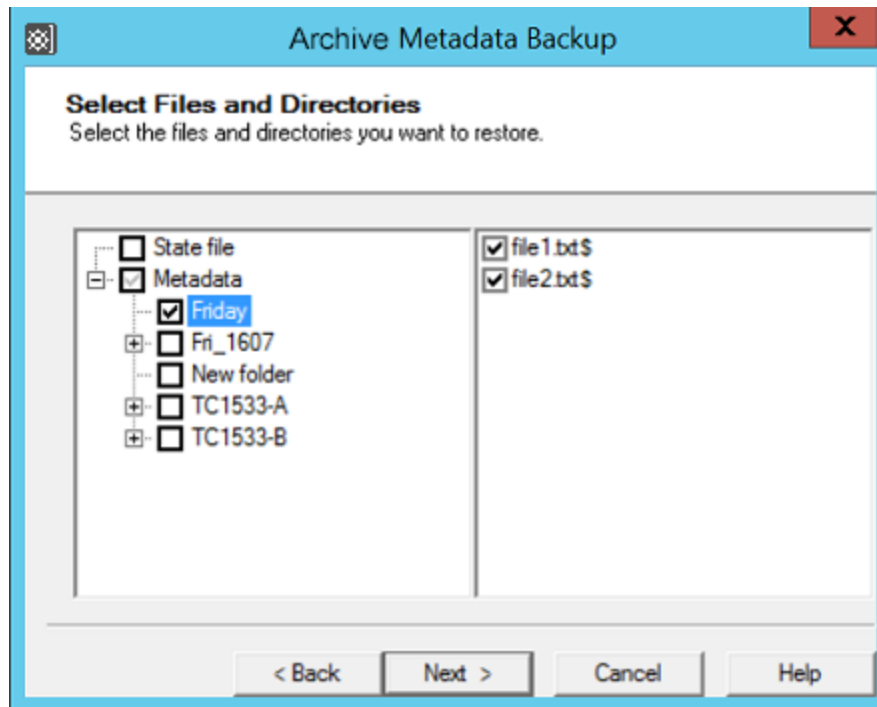 Archive Metadata Backup
X
Select Files and Directories
Select the files and directories you want to restore.
State file
Metadata
Friday
Fri_1607
New folder
TC1533-A
TC1533-B
file1.txt$
file2.txt$
< Back
Next >
Cancel
Help